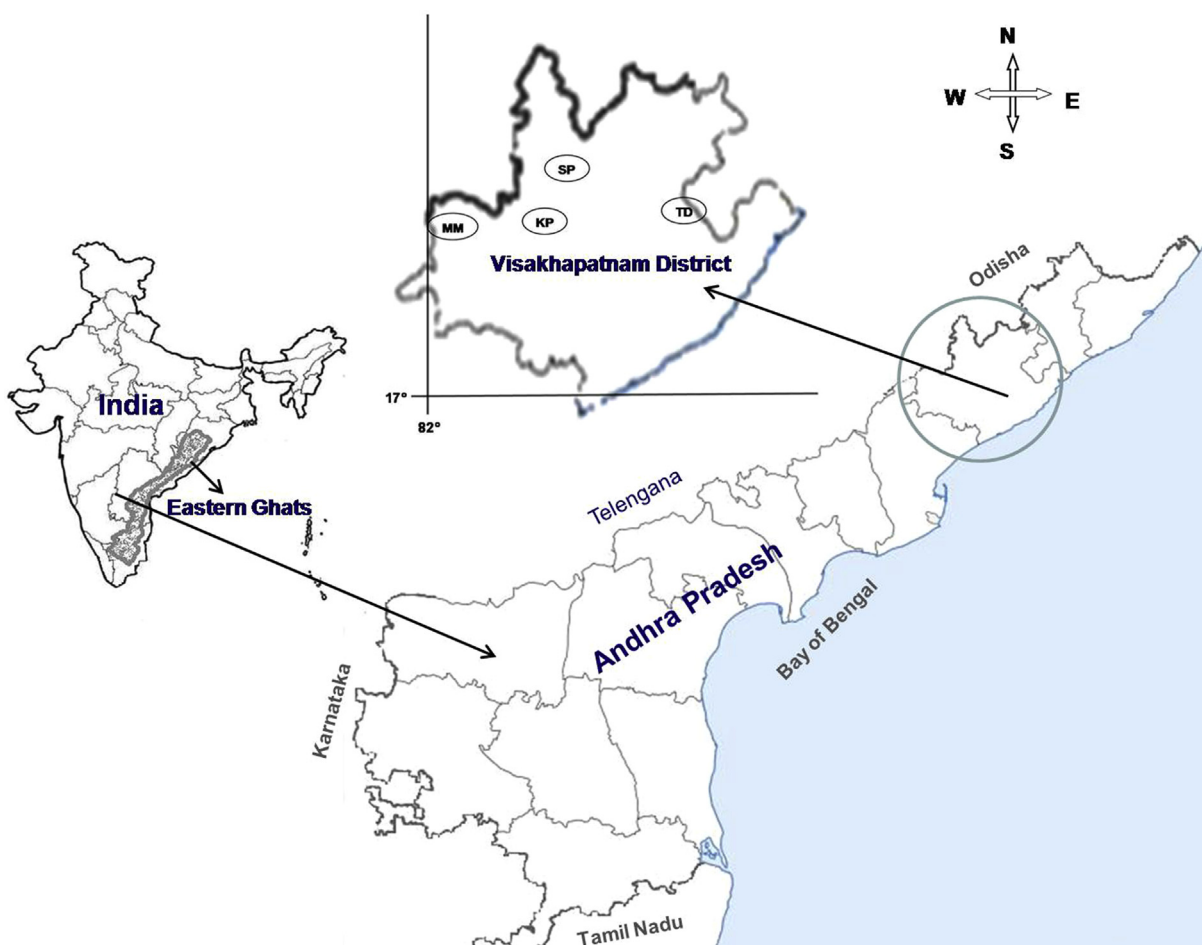 N
W E
S
SP
MM
KP
TD
Visakhapatnam District
17°
82°
Odisha
India
Eastern Ghats
Telengana
Andhra Pradesh
Bay of Bengal
Karnataka
Tamil Nadu